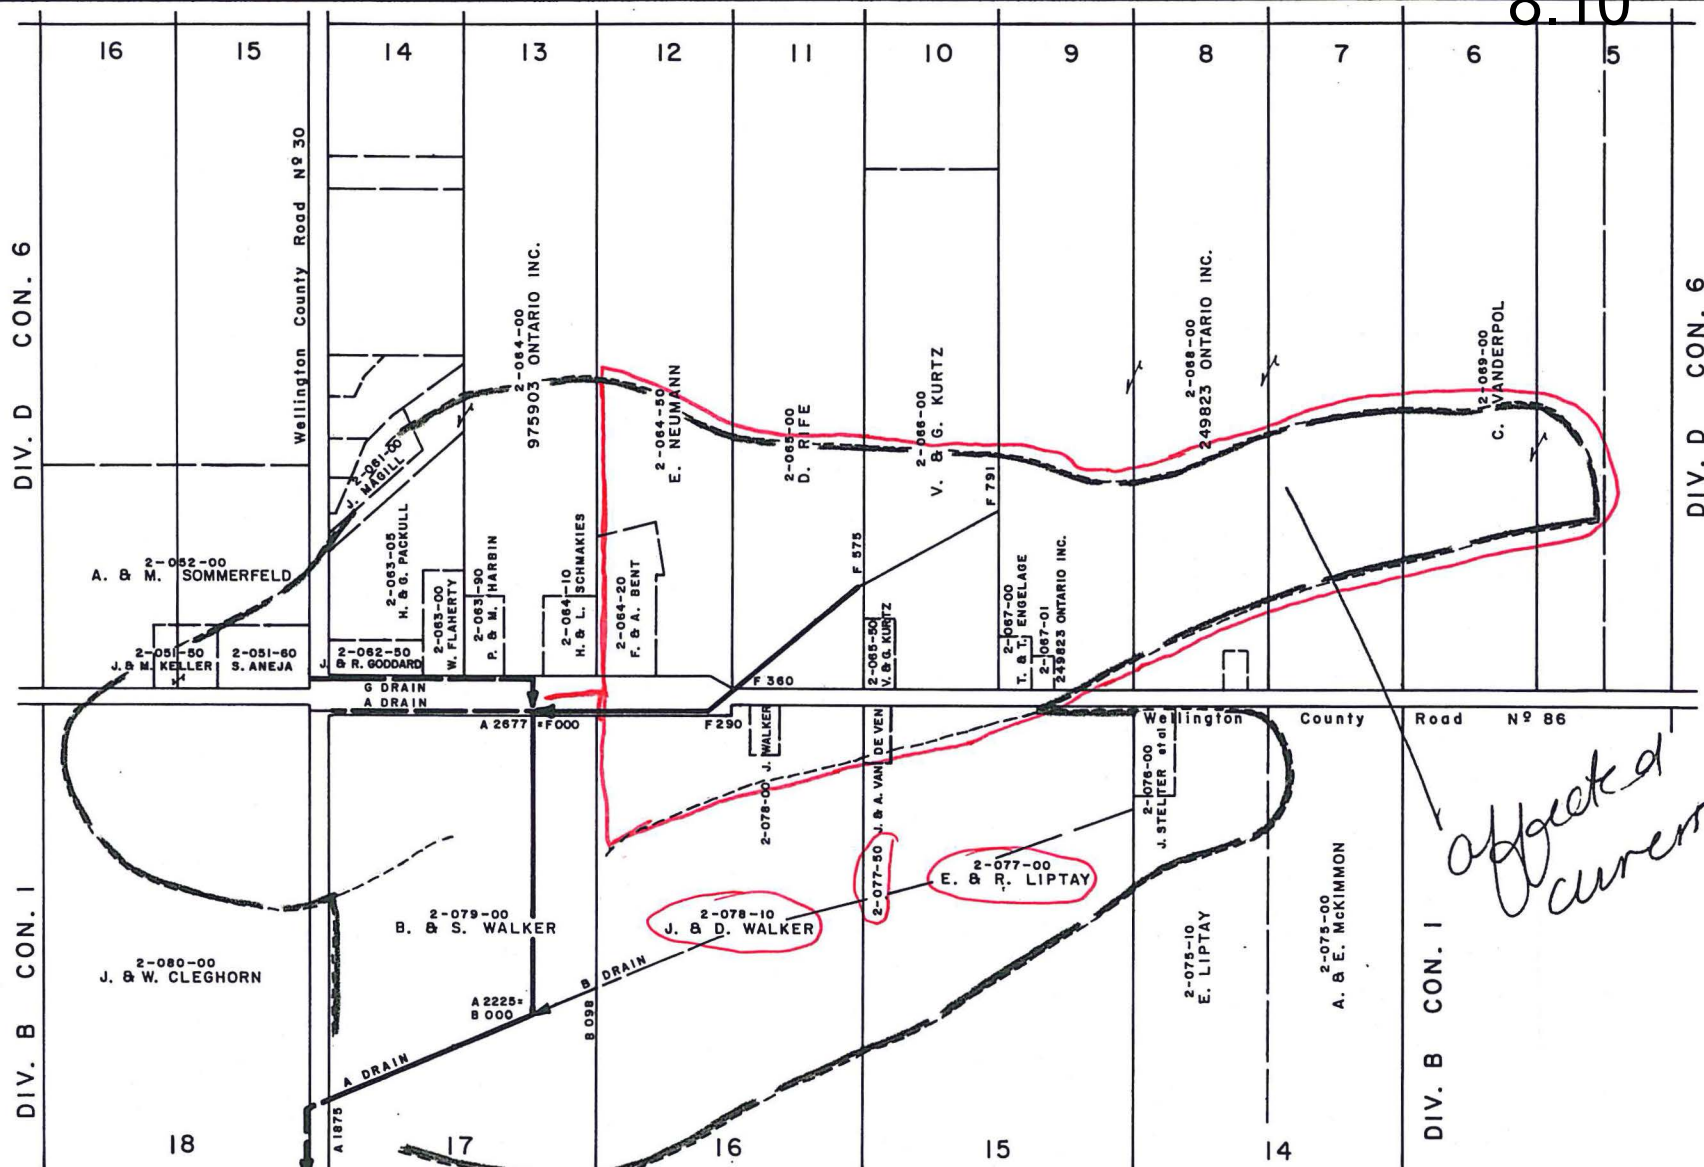 8.10
16 15 14 13 12 11 10 9 8 7 6 5
Wellington County Road Nº 30
DIV. D CON. 6
DIV. D CON. 6
2-064-00
975903 ONTARIO INC.
2-064-50
E. NEUMANN
2-065-00
D. RIFE
2-066-00
V. & G. KURTZ
2-068-00
249823 ONTARIO INC.
2-069-00
C. VANDERPOL
2-061-00
J. MAGILL
2-052-00
A. & M. SOMMERFELD
2-063-05
H. & G. PACKULL
2-063-00
W. FLAHERTY
2-063-90
P. & M. HARBIN
2-064-10
H. & L. SCHMAKIES
2-064-20
F. & A. BENT
F 575
F 791
2-065-50
V. & G. KURTZ
2-067-00
T. & T. ENGELAGE
2-067-01
249823 ONTARIO INC.
2-051-50
J. & M. KELLER
2-051-60
S. ANEJA
2-062-50
J. & R. GODDARD
G DRAIN
A DRAIN
F 360
A 2677 = F000
F 290
Wellington County Road Nº 86
2-078-00 J. WALKER
2-077-50 J. & A. VAN DE VEN
2-076-00
J. STELTER et al
affected
2-077-00
E. & R. LIPTAY
2-078-10
J. & D. WALKER
2-079-00
B. & S. WALKER
2-080-00
J. & W. CLEGHORN
2-075-10
E. LIPTAY
2-075-00
A. & E. McKIMMON
B DRAIN
A 2225=
B 000
B 098
A DRAIN
A 1875
DIV. B CON. I
DIV. B CON. I
18 17 16 15 14